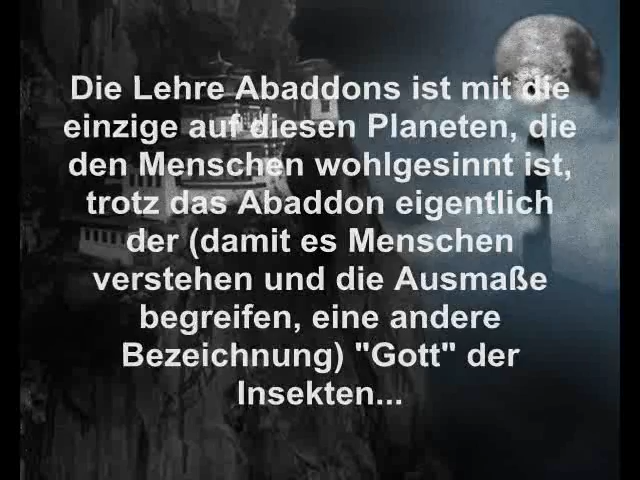 Die Lehre Abaddons ist mit die
einzige auf diesen Planeten, die
den Menschen wohlgesinnt ist,
trotz das Abaddon eigentlich
der (damit es Menschen
verstehen und die Ausmaße
begreifen, eine andere
Bezeichnung) "Gott" der
Insekten...